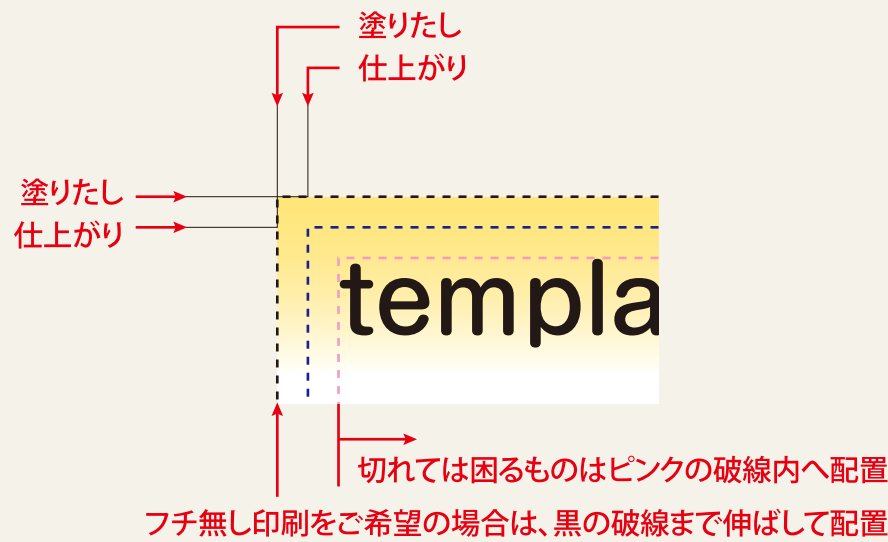 塗りたし
仕上がり
塗りたし
仕上がり
templa
切れては困るものはピンクの破線内へ配置
フチ無し印刷をご希望の場合は、黒の破線まで伸ばして配置